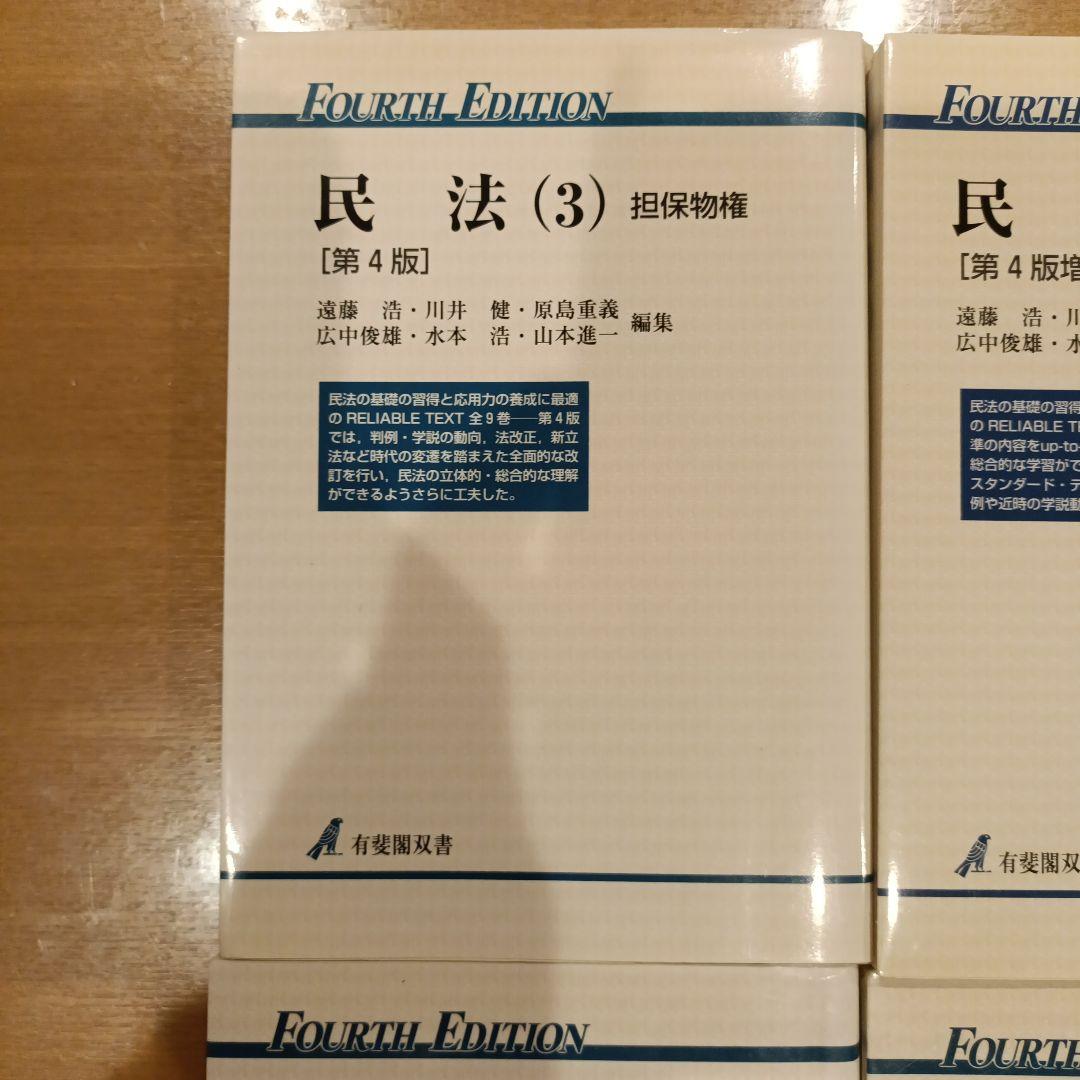 FOURTH EDITION
民 法（3） 担保物権
［第4版］
遠藤 浩・川井 健・原島重義
広中俊雄・水本 浩・山本進一 編集
民法の基礎の習得と応用力の養成に最適
の RELIABLE TEXT 全9巻──第4版
では，判例・学説の動向，法改正，新立
法など時代の変遷を踏まえた全面的な改
訂を行い，民法の立体的・総合的な理解
ができるようさらに工夫した。
有斐閣双書
FOURTH
民
［第4版増
遠藤 浩・川
広中俊雄・水
民法の基礎の習得
の RELIABLE TE
準の内容をup-to-
総合的な学習がで
スタンダード・テ
例や近時の学説動
有斐閣双
FOURTH EDITION
FOURTH